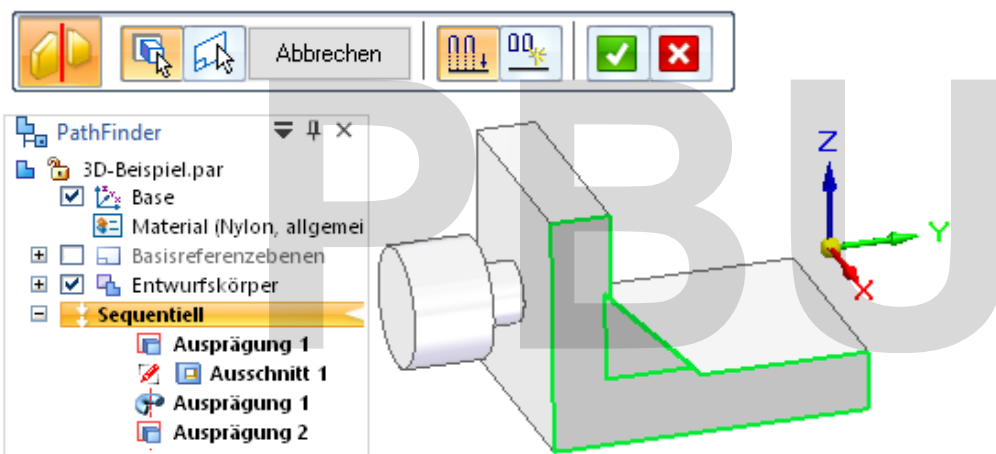 Abbrechen
PathFinder
3D-Beispiel.par
Base
Material (Nylon, allgemei
Basisreferenzebenen
Entwurfskörper
Sequentiell
Ausprägung 1
Ausschnitt 1
Ausprägung 1
Ausprägung 2
Z
Y
X
PBU